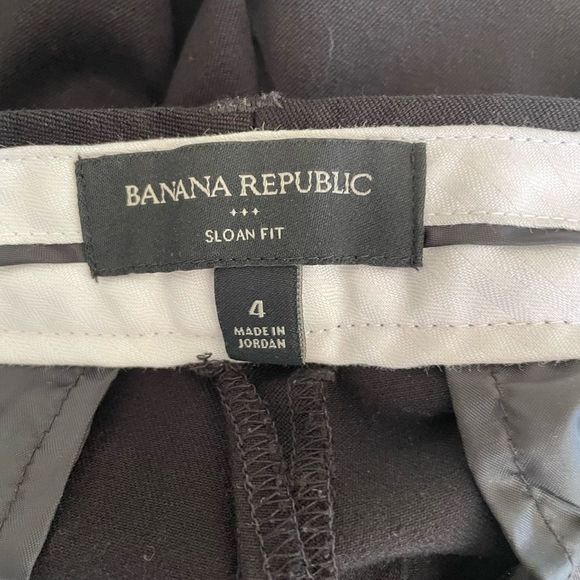 BANANA REPUBLIC
SLOAN FIT
4
MADE IN
JORDAN